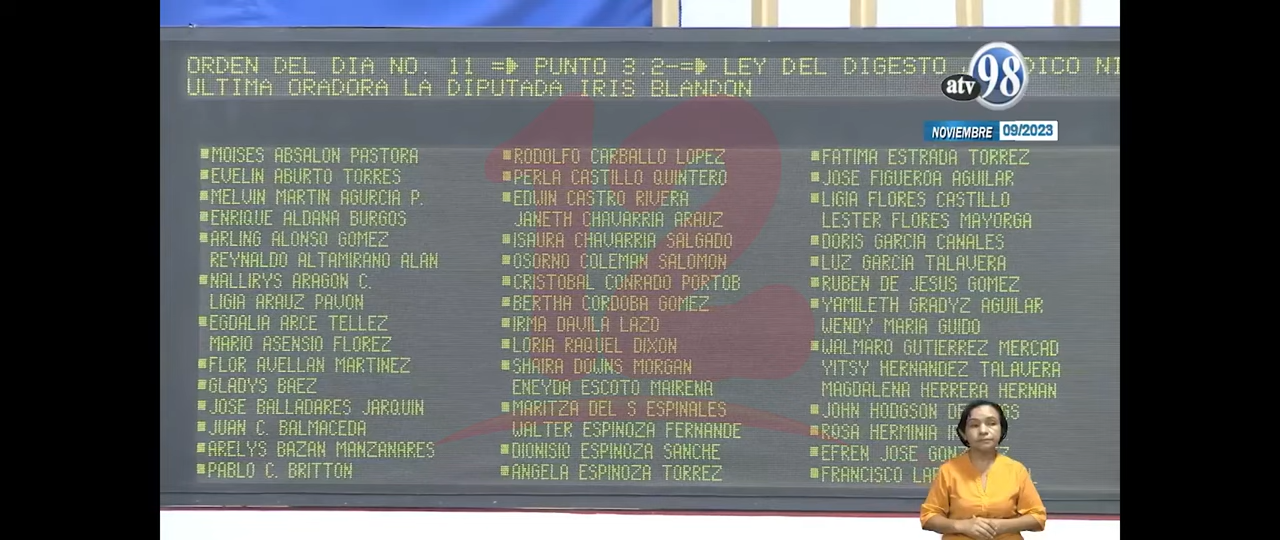 ORDEN DEL DIA NO. 11 => PUNTO 3.2-=> LEY DEL DIGESTO
ULTIMA ORADORA LA DIPUTADA IRIS BLANDON
atv 98
NOVIEMBRE 09/2023
12
MOISES ABSALON PASTORA
EVELIN ABURTO TORRES
MELVIN MARTIN AGURCIA P.
ENRIQUE ALDANA BURGOS
ARLING ALONSO GOMEZ
REYNALDO ALTAMIRANO ALAN
NALLIRYS ARAGON C.
LIGIA ARAUZ PAVON
EGDALIA ARCE TELLEZ
MARIO ASENSIO FLOREZ
FLOR AVELLAN MARTINEZ
GLADYS BAEZ
JOSE BALLADARES JARQUIN
JUAN C. BALMACEDA
ARELYS BAZAN MANZANARES
PABLO C. BRITTON
RODOLFO CARBALLO LOPEZ
PERLA CASTILLO QUINTERO
EDWIN CASTRO RIVERA
JANETH CHAVARRIA ARAUZ
ISAURA CHAVARRIA SALGADO
OSORNO COLEMAN SALOMON
CRISTOBAL CONRADO PORTOB
BERTHA CORDOBA GOMEZ
IRMA DAVILA LAZO
LORIA RAQUEL DIXON
SHAIRA DOWNS MORGAN
ENEYDA ESCOTO MAIRENA
MARITZA DEL S ESPINALES
WALTER ESPINOZA FERNANDE
DIONISIO ESPINOZA SANCHE
ANGELA ESPINOZA TORREZ
FATIMA ESTRADA TORREZ
JOSE FIGUEROA AGUILAR
LIGIA FLORES CASTILLO
LESTER FLORES MAYORGA
DORIS GARCIA CANALES
LUZ GARCIA TALAVERA
RUBEN DE JESUS GOMEZ
YAMILETH GRADYZ AGUILAR
WENDY MARIA GUIDO
WALMARO GUTIERREZ MERCAD
YITSY HERNANDEZ TALAVERA
MAGDALENA HERRERA HERNAN
JOHN HODGSON
ROSA HERMINIA
EFREN JOSE
FRANCISCO